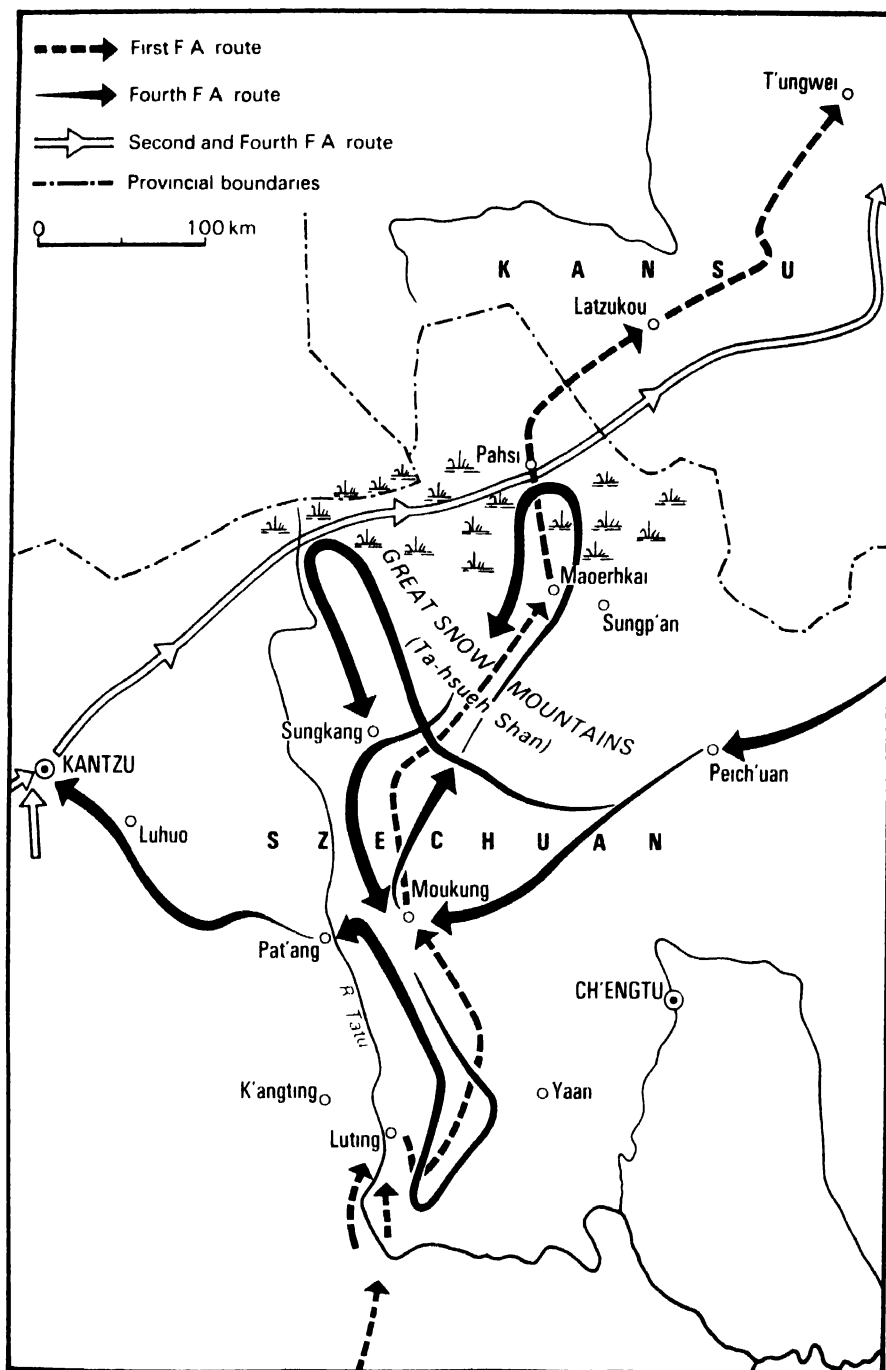 First F A route
Fourth F A route
Second and Fourth F A route
Provincial boundaries
0 100 km
T'ungwei
K A N S U
Latzukou
Pahsi
Maoerhkai
Sungp'an
GREAT SNOW MOUNTAINS
(Ta-hsueh Shan)
Sungkang
KANTZU
Peich'uan
Luhuo
S Z E C H U A N
Moukung
Pat'ang
R Tatu
CH'ENGTU
K'angting
Yaan
Luting